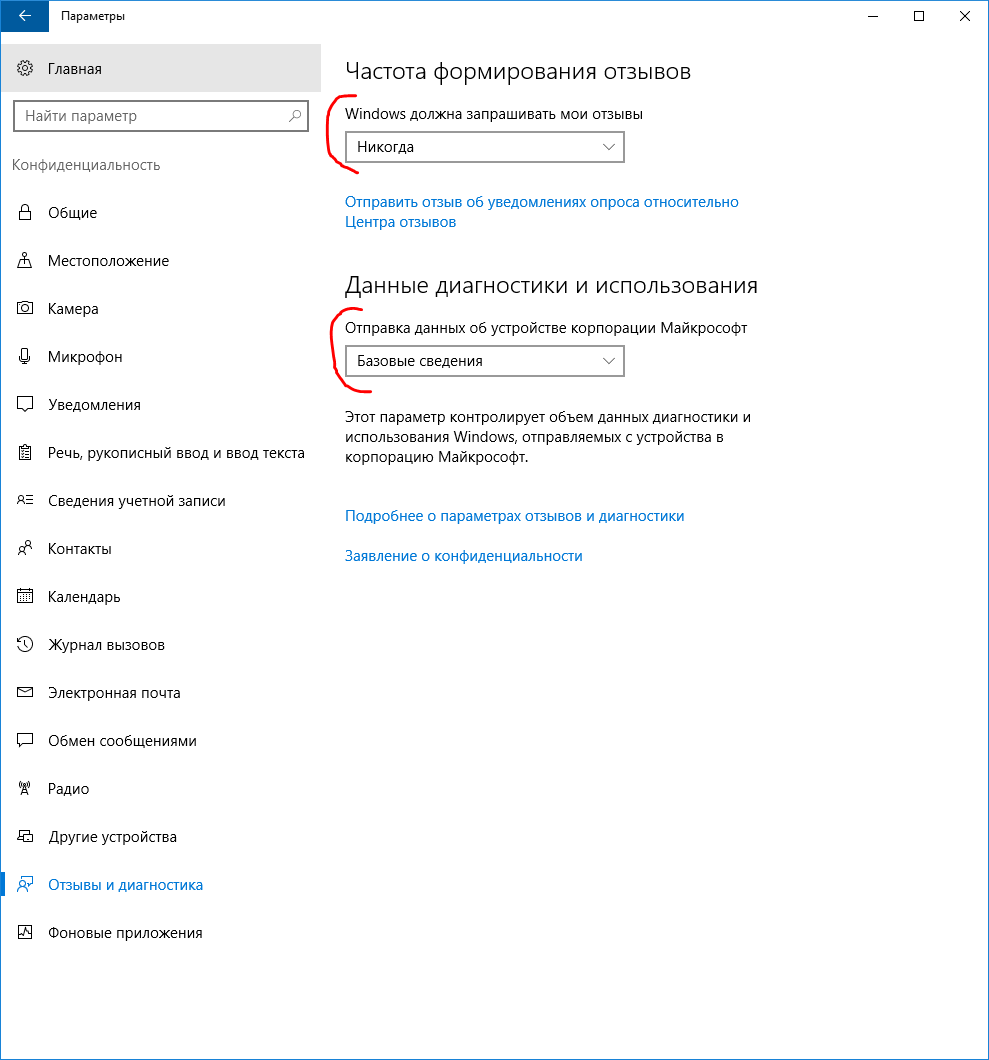 Параметры
Главная
Найти параметр
Конфиденциальность
Общие
Местоположение
Камера
Микрофон
Уведомления
Речь, рукописный ввод и ввод текста
Сведения учетной записи
Контакты
Календарь
Журнал вызовов
Электронная почта
Обмен сообщениями
Радио
Другие устройства
Отзывы и диагностика
Фоновые приложения
Частота формирования отзывов
Windows должна запрашивать мои отзывы
Никогда
Отправить отзыв об уведомлениях опроса относительно
Центра отзывов
Данные диагностики и использования
Отправка данных об устройстве корпорации Майкрософт
Базовые сведения
Этот параметр контролирует объем данных диагностики и
использования Windows, отправляемых с устройства в
корпорацию Майкрософт.
Подробнее о параметрах отзывов и диагностики
Заявление о конфиденциальности